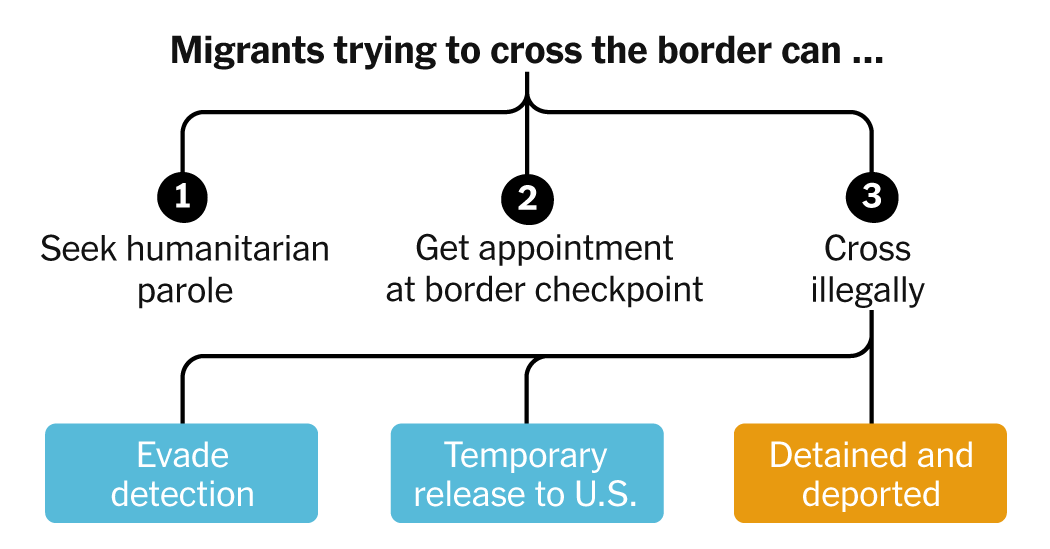 Migrants trying to cross the border can ...
1
2
3
Seek humanitarian
parole
Get appointment
at border checkpoint
Cross
illegally
Evade
detection
Temporary
release to U.S.
Detained and
deported